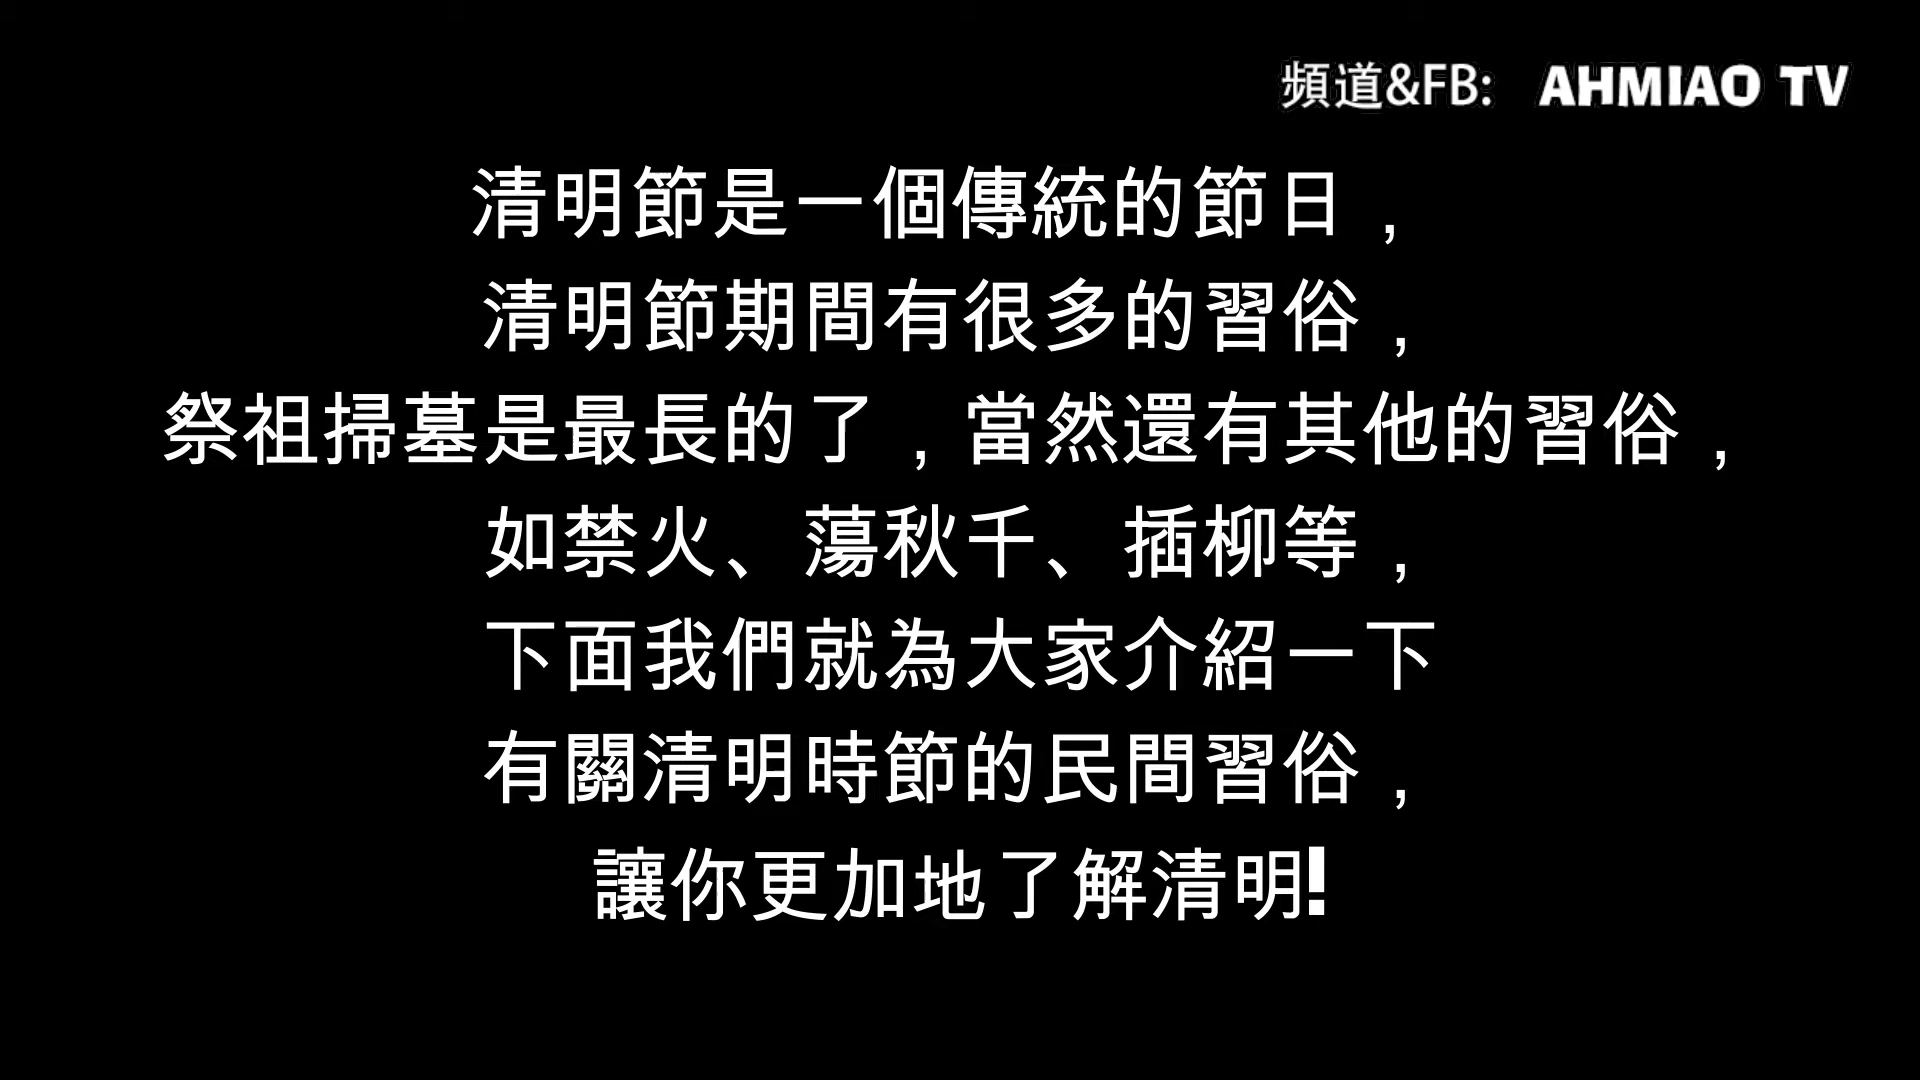 頻道&FB: AHMIAO TV
清明節是一個傳統的節日，
清明節期間有很多的習俗，
祭祖掃墓是最長的了，當然還有其他的習俗，
如禁火、蕩秋千、插柳等，
下面我們就為大家介紹一下
有關清明時節的民間習俗，
讓你更加地了解清明!